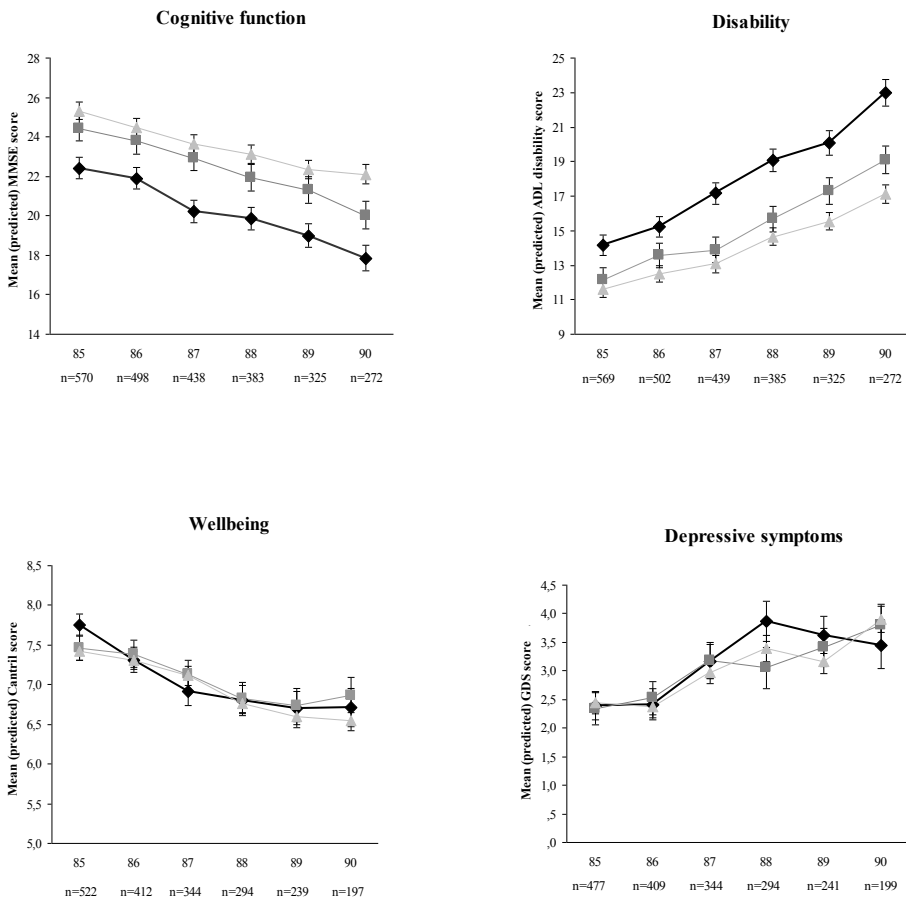 Cognitive function
Mean (predicted) MMSE score
28
26
24
22
20
18
16
14
85 86 87 88 89 90
n=570 n=498 n=438 n=383 n=325 n=272
Disability
Mean (predicted) ADL disability score
25
23
21
19
17
15
13
11
9
85 86 87 88 89 90
n=569 n=502 n=439 n=385 n=325 n=272
Wellbeing
Mean (predicted) Cantril score
8,5
8,0
7,5
7,0
6,5
6,0
5,5
5,0
85 86 87 88 89 90
n=522 n=412 n=344 n=294 n=239 n=197
Depressive symptoms
Mean (predicted) GDS score
4,5
4,0
3,5
3,0
2,5
2,0
1,5
1,0
,5
,0
85 86 87 88 89 90
n=477 n=409 n=344 n=294 n=241 n=199